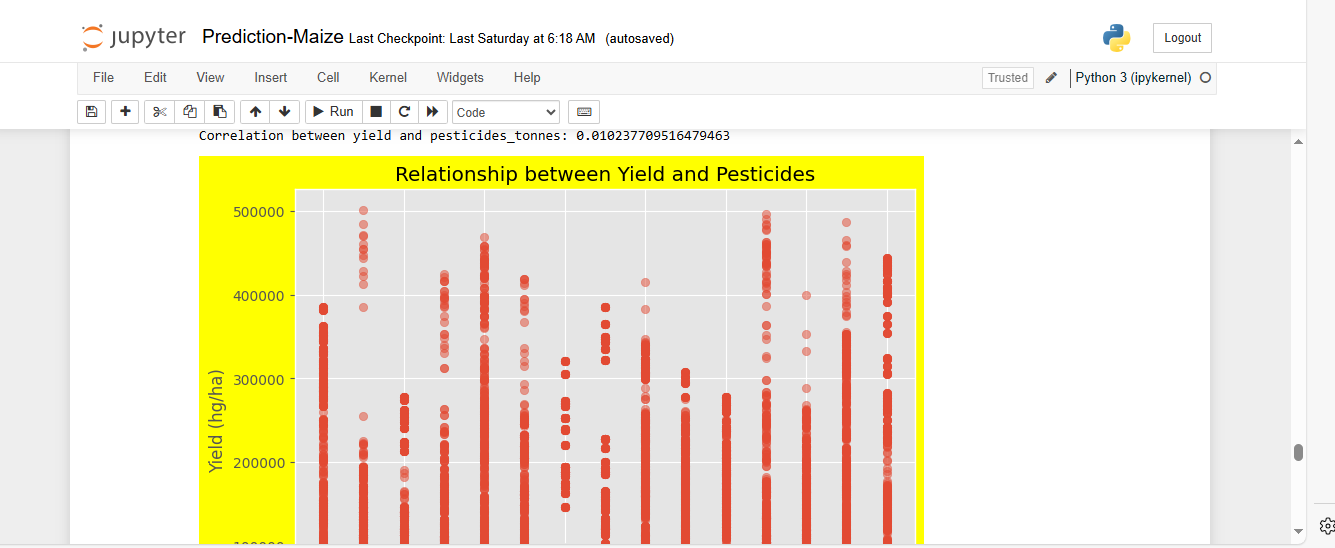 jupyter Prediction-Maize Last Checkpoint: Last Saturday at 6:18 AM (autosaved) Logout
File Edit View Insert Cell Kernel Widgets Help Trusted Python 3 (ipykernel)
Run Code
Correlation between yield and pesticides_tonnes: 0.010237709516479463
Relationship between Yield and Pesticides
500000
400000
300000
200000
100000
Yield (hg/ha)